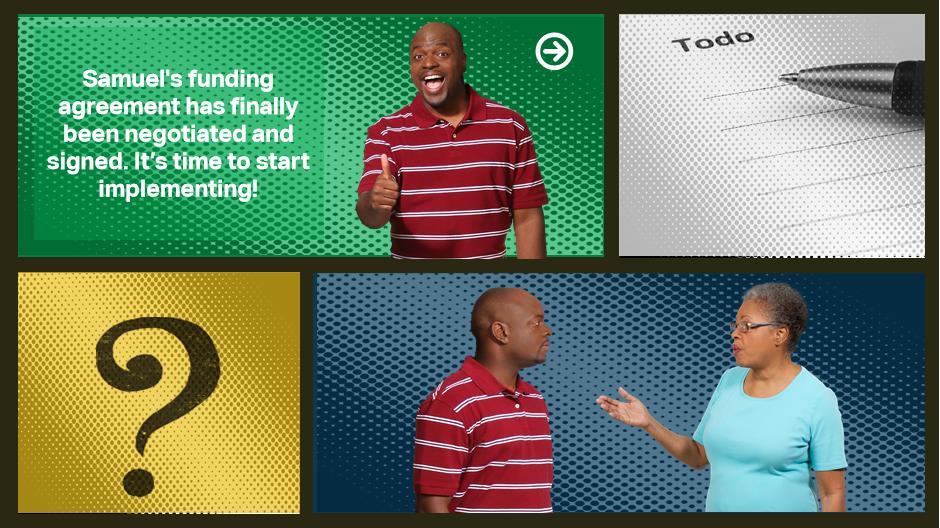 Samuel's funding
agreement has finally
been negotiated and
signed. It's time to start
implementing!
Todo
?